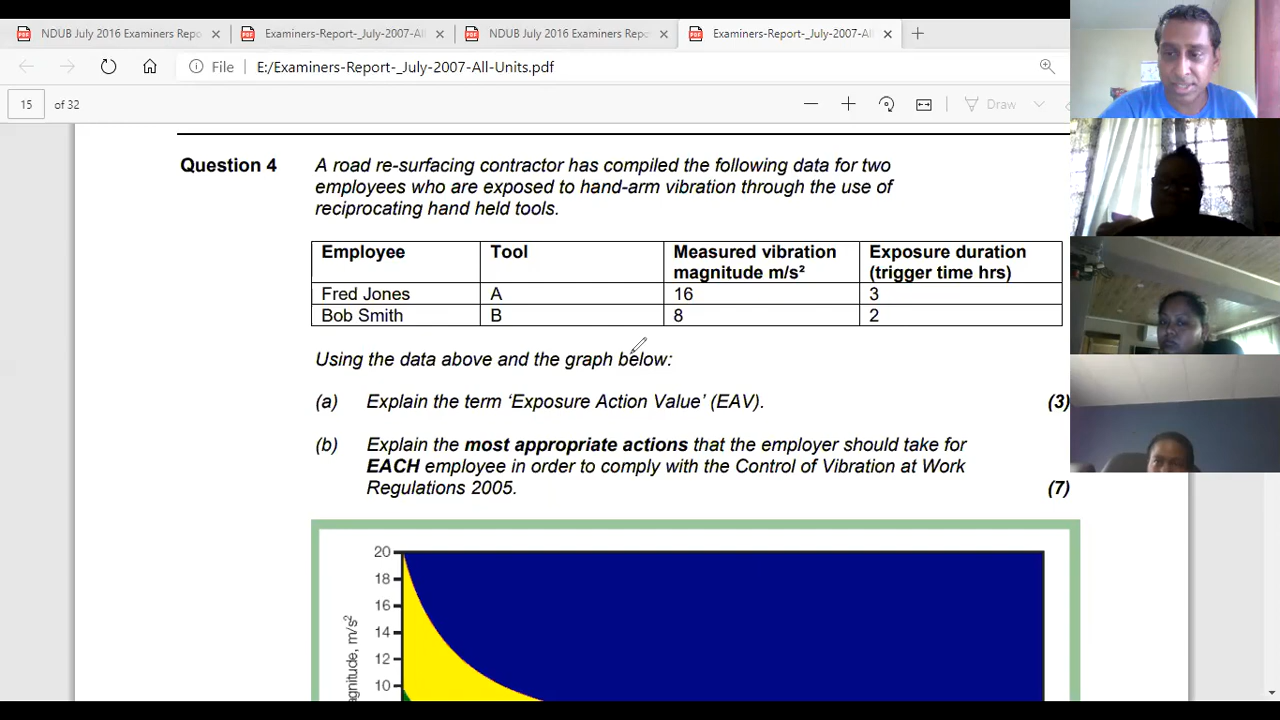 NDUB July 2016 Examiners Repo
Examiners-Report-_July-2007-Al
NDUB July 2016 Examiners Repo
Examiners-Report-_July-2007-Al
File
E:/Examiners-Report-_July-2007-All-Units.pdf
15 of 32
Draw
Question 4
A road re-surfacing contractor has compiled the following data for two
employees who are exposed to hand-arm vibration through the use of
reciprocating hand held tools.
Employee Tool Measured vibration Exposure duration
magnitude m/s² (trigger time hrs)
Fred Jones A 16 3
Bob Smith B 8 2
Using the data above and the graph below:
(a) Explain the term ‘Exposure Action Value’ (EAV). (3)
(b) Explain the most appropriate actions that the employer should take for
EACH employee in order to comply with the Control of Vibration at Work
Regulations 2005. (7)
20
18
16
14
12
10
agnitude, m/s²